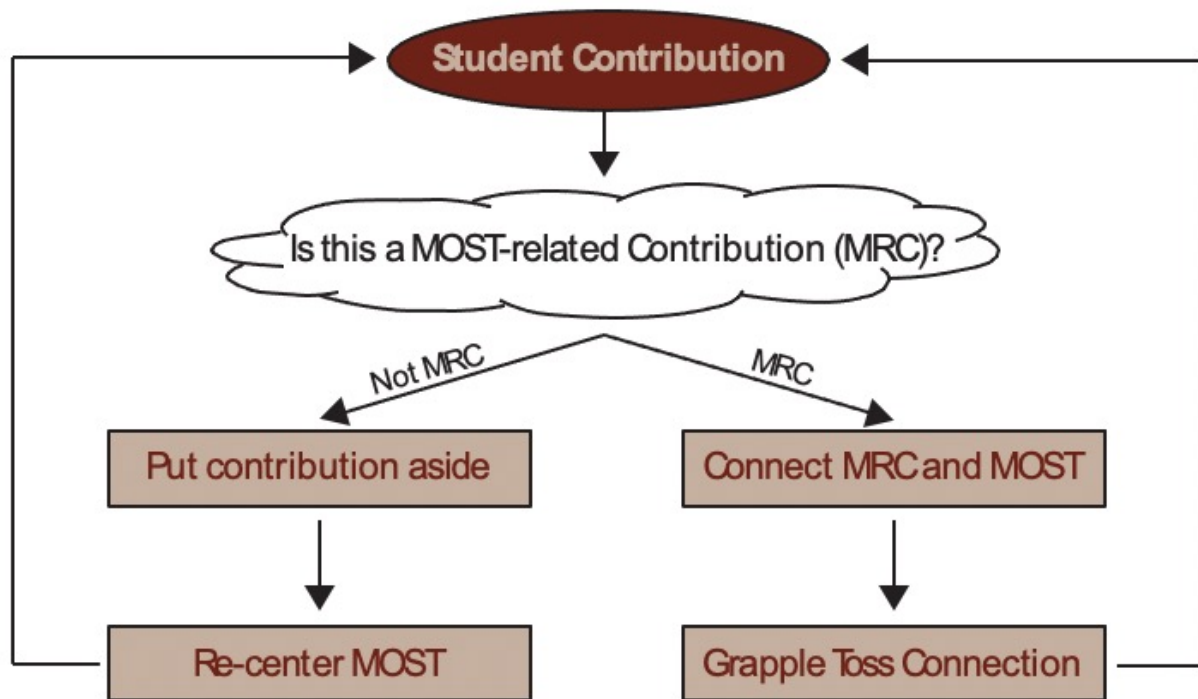 Student Contribution
Is this a MOST-related Contribution (MRC)?
Not MRC
MRC
Put contribution aside
Connect MRC and MOST
Re-center MOST
Grapple Toss Connection